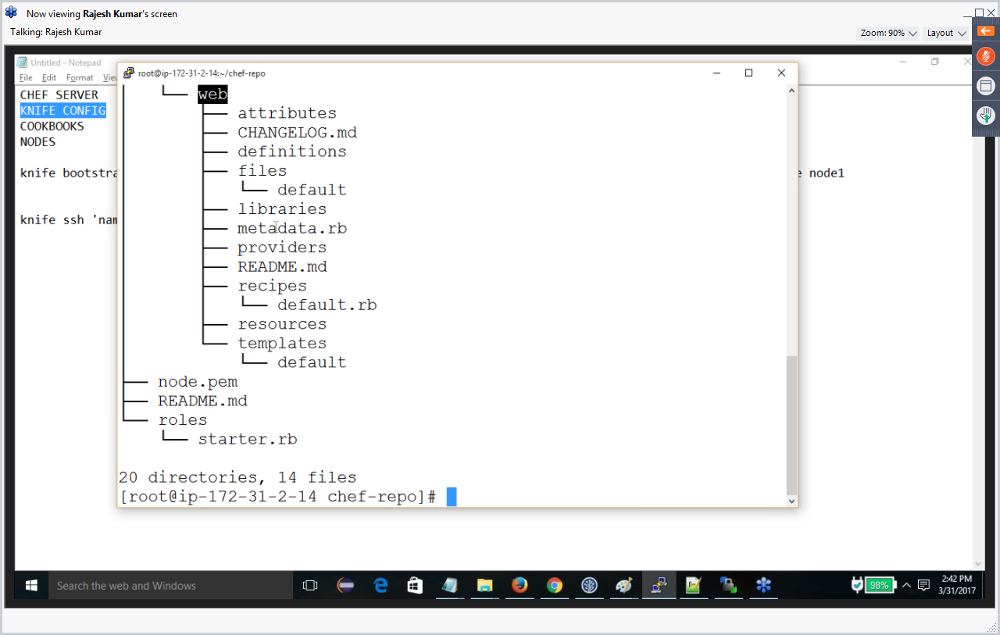 Now viewing Rajesh Kumar's screen
Talking: Rajesh Kumar
Zoom: 90% Layout
Untitled - Notepad
File Edit Format View
CHEF SERVER
KNIFE CONFIG
COOKBOOKS
NODES
knife bootstra
e node1
knife ssh 'nam
root@ip-172-31-2-14:~/chef-repo
└── web
├── attributes
├── CHANGELOG.md
├── definitions
├── files
└── default
├── libraries
├── metadata.rb
├── providers
├── README.md
├── recipes
└── default.rb
├── resources
└── templates
└── default
├── node.pem
├── README.md
└── roles
└── starter.rb
20 directories, 14 files
[root@ip-172-31-2-14 chef-repo]#
Search the web and Windows
98%
2:42 PM
3/31/2017